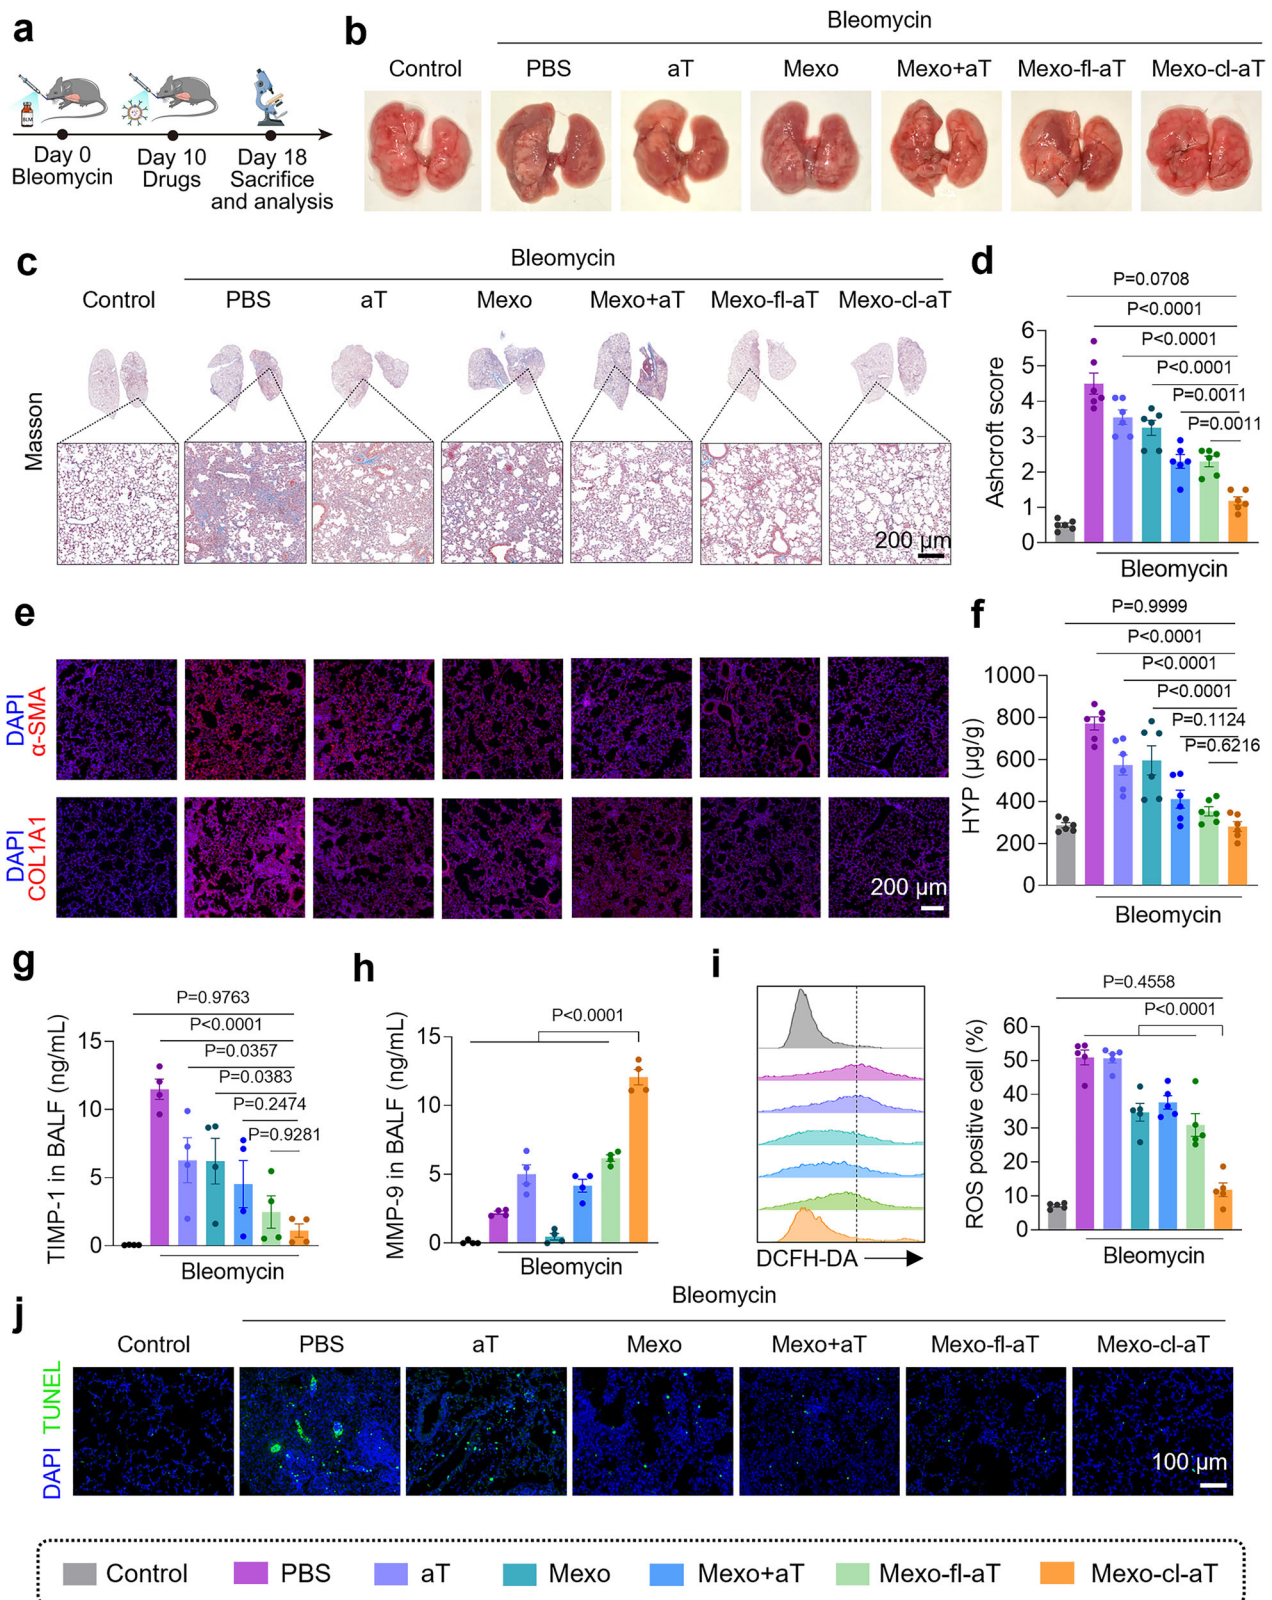 a
BLM
Day 0
Bleomycin
Day 10
Drugs
Day 18
Sacrifice
and analysis
b
Bleomycin
Control PBS aT Mexo Mexo+aT Mexo-fl-aT Mexo-cl-aT
c
Bleomycin
Control PBS aT Mexo Mexo+aT Mexo-fl-aT Mexo-cl-aT
Masson
200 µm
d
P=0.0708
P<0.0001
P<0.0001
P<0.0001
P=0.0011
P=0.0011
Ashcroft score
6
5
4
3
2
1
0
Bleomycin
e
DAPI
α-SMA
DAPI
COL1A1
200 µm
f
P=0.9999
P<0.0001
P<0.0001
P<0.0001
P=0.1124
P=0.6216
HYP (µg/g)
1000
800
600
400
200
0
Bleomycin
g
P=0.9763
P<0.0001
P=0.0357
P=0.0383
P=0.2474
P=0.9281
TIMP-1 in BALF (ng/mL)
15
10
5
0
Bleomycin
h
P<0.0001
MMP-9 in BALF (ng/mL)
15
10
5
0
Bleomycin
i
DCFH-DA
P=0.4558
P<0.0001
ROS positive cell (%)
60
50
40
30
20
10
0
Bleomycin
j
Bleomycin
Control PBS aT Mexo Mexo+aT Mexo-fl-aT Mexo-cl-aT
DAPI TUNEL
100 µm
Control PBS aT Mexo Mexo+aT Mexo-fl-aT Mexo-cl-aT